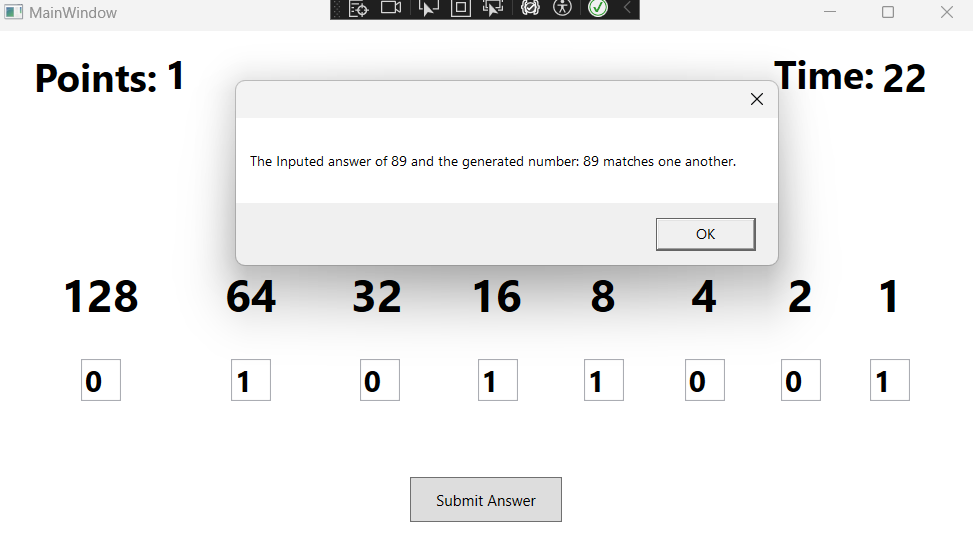 MainWindow
Points: 1
Time: 22
The Inputed answer of 89 and the generated number: 89 matches one another.
OK
128 64 32 16 8 4 2 1
0 1 0 1 1 0 0 1
Submit Answer